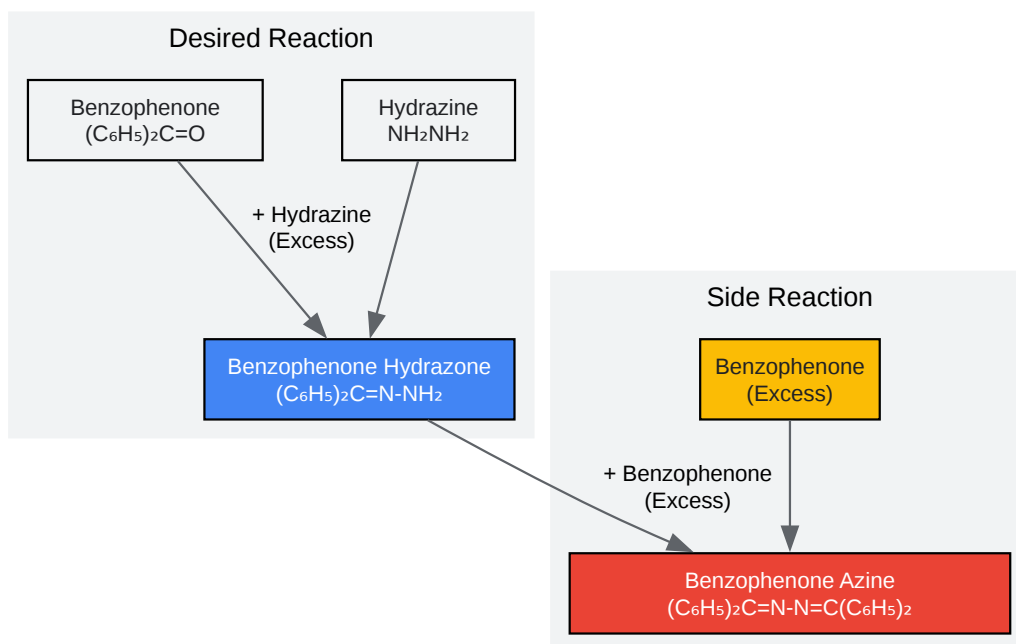 Desired Reaction
Benzophenone
(C₆H₅)₂C=O
Hydrazine
NH₂NH₂
+ Hydrazine
(Excess)
Benzophenone Hydrazone
(C₆H₅)₂C=N-NH₂
Side Reaction
Benzophenone
(Excess)
+ Benzophenone
(Excess)
Benzophenone Azine
(C₆H₅)₂C=N-N=C(C₆H₅)₂